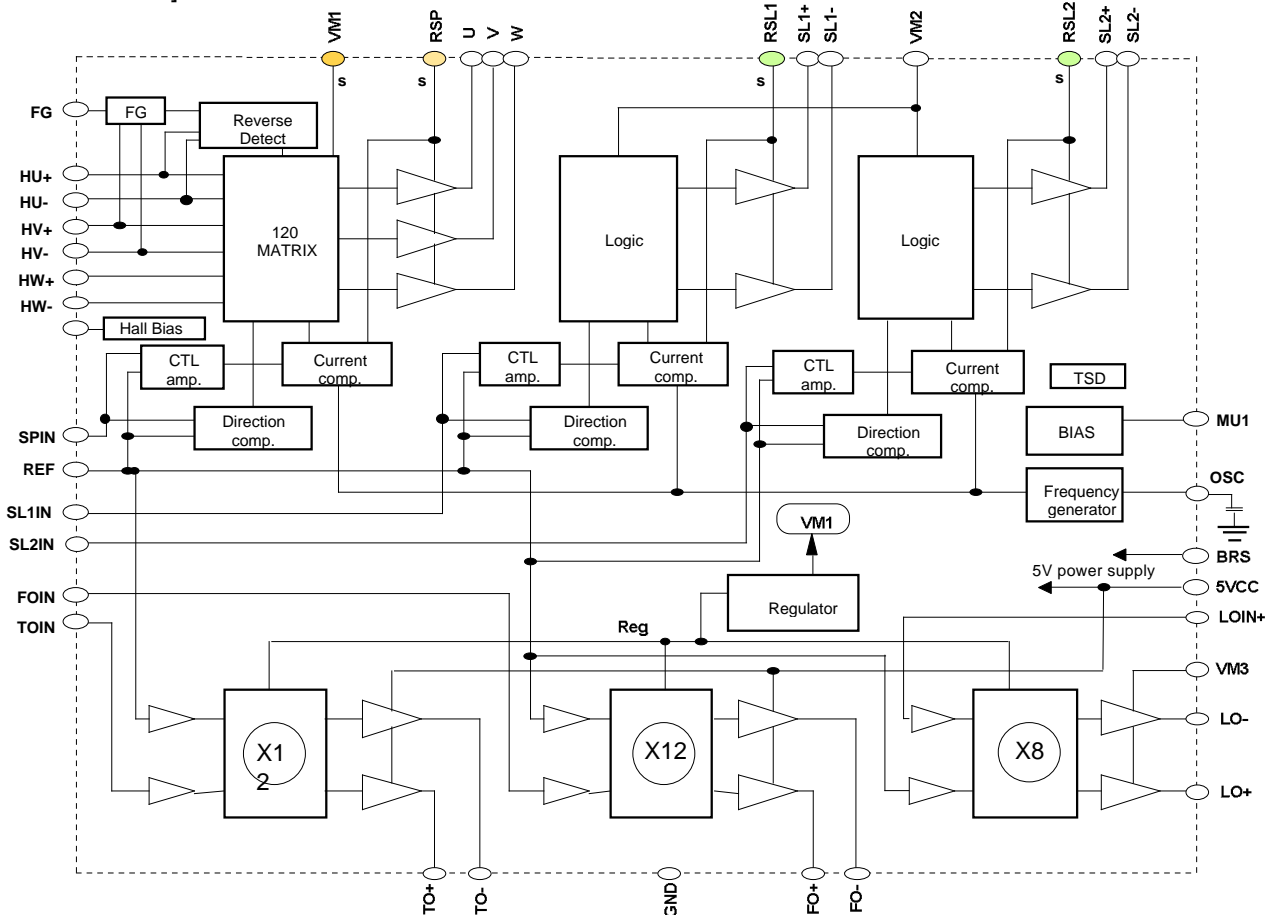 VM1
RSP
U
V
W
RSL1
SL1+
SL1-
VM2
RSL2
SL2+
SL2-
s
s
s
s
FG
FG
Reverse
Detect
HU+
HU-
HV+
HV-
HW+
HW-
120
MATRIX
Logic
Logic
Hall Bias
CTL
amp.
Current
comp.
CTL
amp.
Current
comp.
CTL
amp.
Current
comp.
TSD
Direction
comp.
Direction
comp.
Direction
comp.
BIAS
MU1
SPIN
REF
SL1IN
SL2IN
FOIN
TOIN
Frequency
generator
OSC
VM1
BRS
5V power supply
5VCC
Regulator
LOIN+
Reg
VM3
X1
2
X12
X8
LO-
LO+
TO+
TO-
GND
FO+
FO-